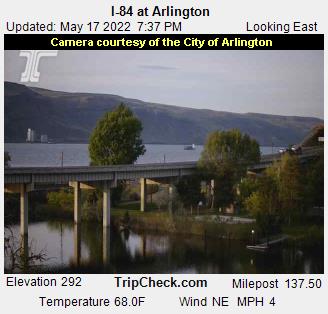 I-84 at Arlington
Updated: May 17 2022 7:37 PM Looking East
Camera courtesy of the City of Arlington
Elevation 292 TripCheck.com Milepost 137.50
Temperature 68.0F Wind NE MPH 4